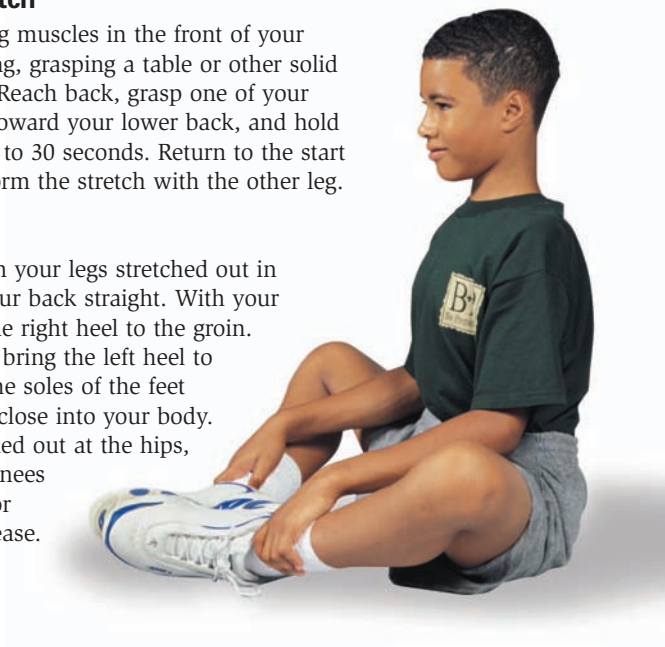 tch
g muscles in the front of your
ng, grasping a table or other solid
Reach back, grasp one of your
oward your lower back, and hold
to 30 seconds. Return to the start
orm the stretch with the other leg.
h your legs stretched out in
ur back straight. With your
e right heel to the groin.
bring the left heel to
he soles of the feet
close into your body.
ed out at the hips,
nees
or
ease.
B